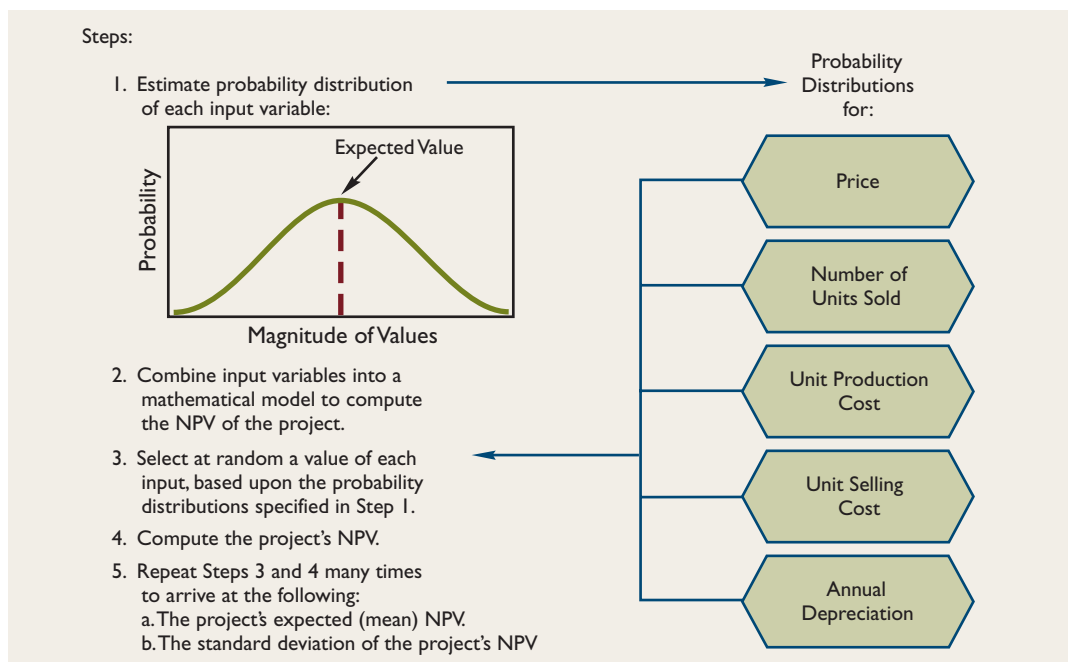 Steps:
1. Estimate probability distribution
of each input variable:
Probability
Distributions
for:
Expected Value
Probability
Magnitude of Values
Price
Number of
Units Sold
Unit Production
Cost
Unit Selling
Cost
Annual
Depreciation
2. Combine input variables into a
mathematical model to compute
the NPV of the project.
3. Select at random a value of each
input, based upon the probability
distributions specified in Step 1.
4. Compute the project's NPV.
5. Repeat Steps 3 and 4 many times
to arrive at the following:
a. The project's expected (mean) NPV.
b. The standard deviation of the project's NPV